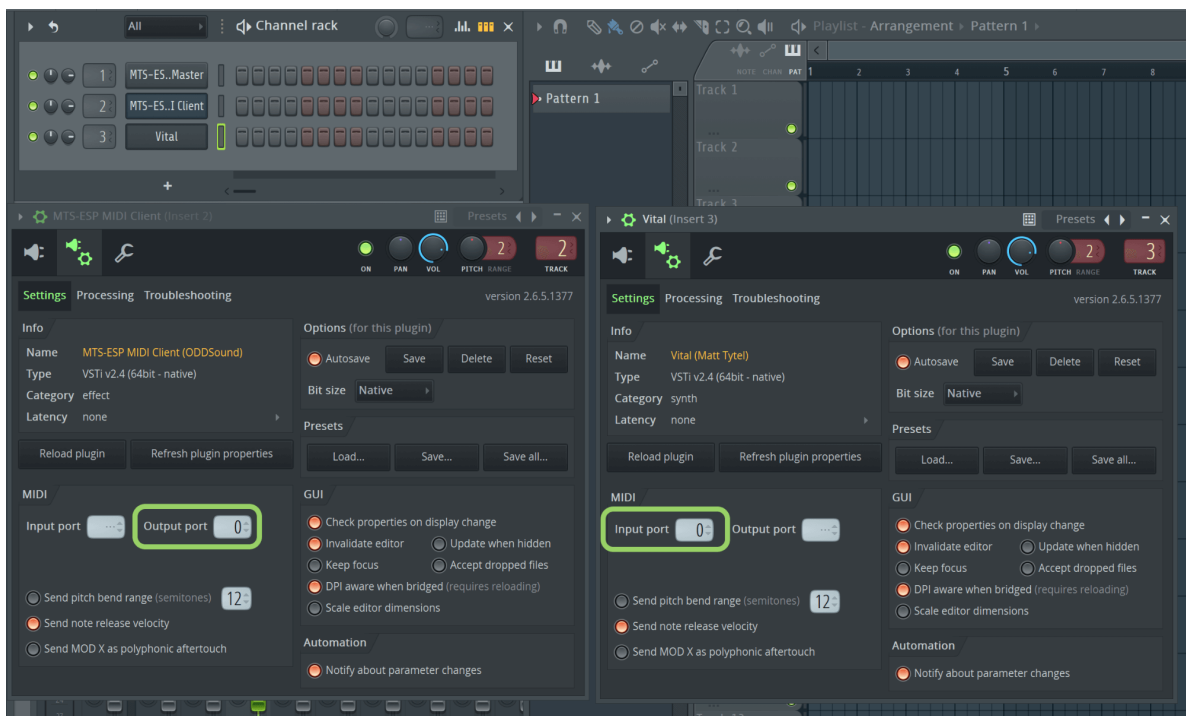 All
Channel rack
Playlist - Arrangement › Pattern 1 ›
NOTE CHAN PAT
1 2 3 4 5 6 7 8
1 MTS-ES..Master
2 MTS-ES..I Client
3 Vital
+
Pattern 1
Track 1
...
Track 2
...
Track 3
MTS-ESP MIDI Client (Insert 2)
Presets
ON PAN VOL PITCH RANGE 2 TRACK 2
Settings Processing Troubleshooting
version 2.6.5.1377
Info
Name MTS-ESP MIDI Client (ODDSound)
Type VSTi v2.4 (64bit - native)
Category effect
Latency none
Reload plugin Refresh plugin properties
Options (for this plugin)
Autosave Save Delete Reset
Bit size Native
Presets
Load... Save... Save all...
MIDI
Input port ... Output port 0
Send pitch bend range (semitones) 12
Send note release velocity
Send MOD X as polyphonic aftertouch
GUI
Check properties on display change
Invalidate editor Update when hidden
Keep focus Accept dropped files
DPI aware when bridged (requires reloading)
Scale editor dimensions
Automation
Notify about parameter changes
Vital (Insert 3)
Presets
ON PAN VOL PITCH RANGE 2 TRACK 3
Settings Processing Troubleshooting
version 2.6.5.1377
Info
Name Vital (Matt Tytel)
Type VSTi v2.4 (64bit - native)
Category synth
Latency none
Reload plugin Refresh plugin properties
Options (for this plugin)
Autosave Save Delete Reset
Bit size Native
Presets
Load... Save... Save all...
MIDI
Input port 0 Output port ...
Send pitch bend range (semitones) 12
Send note release velocity
Send MOD X as polyphonic aftertouch
GUI
Check properties on display change
Invalidate editor Update when hidden
Keep focus Accept dropped files
DPI aware when bridged (requires reloading)
Scale editor dimensions
Automation
Notify about parameter changes